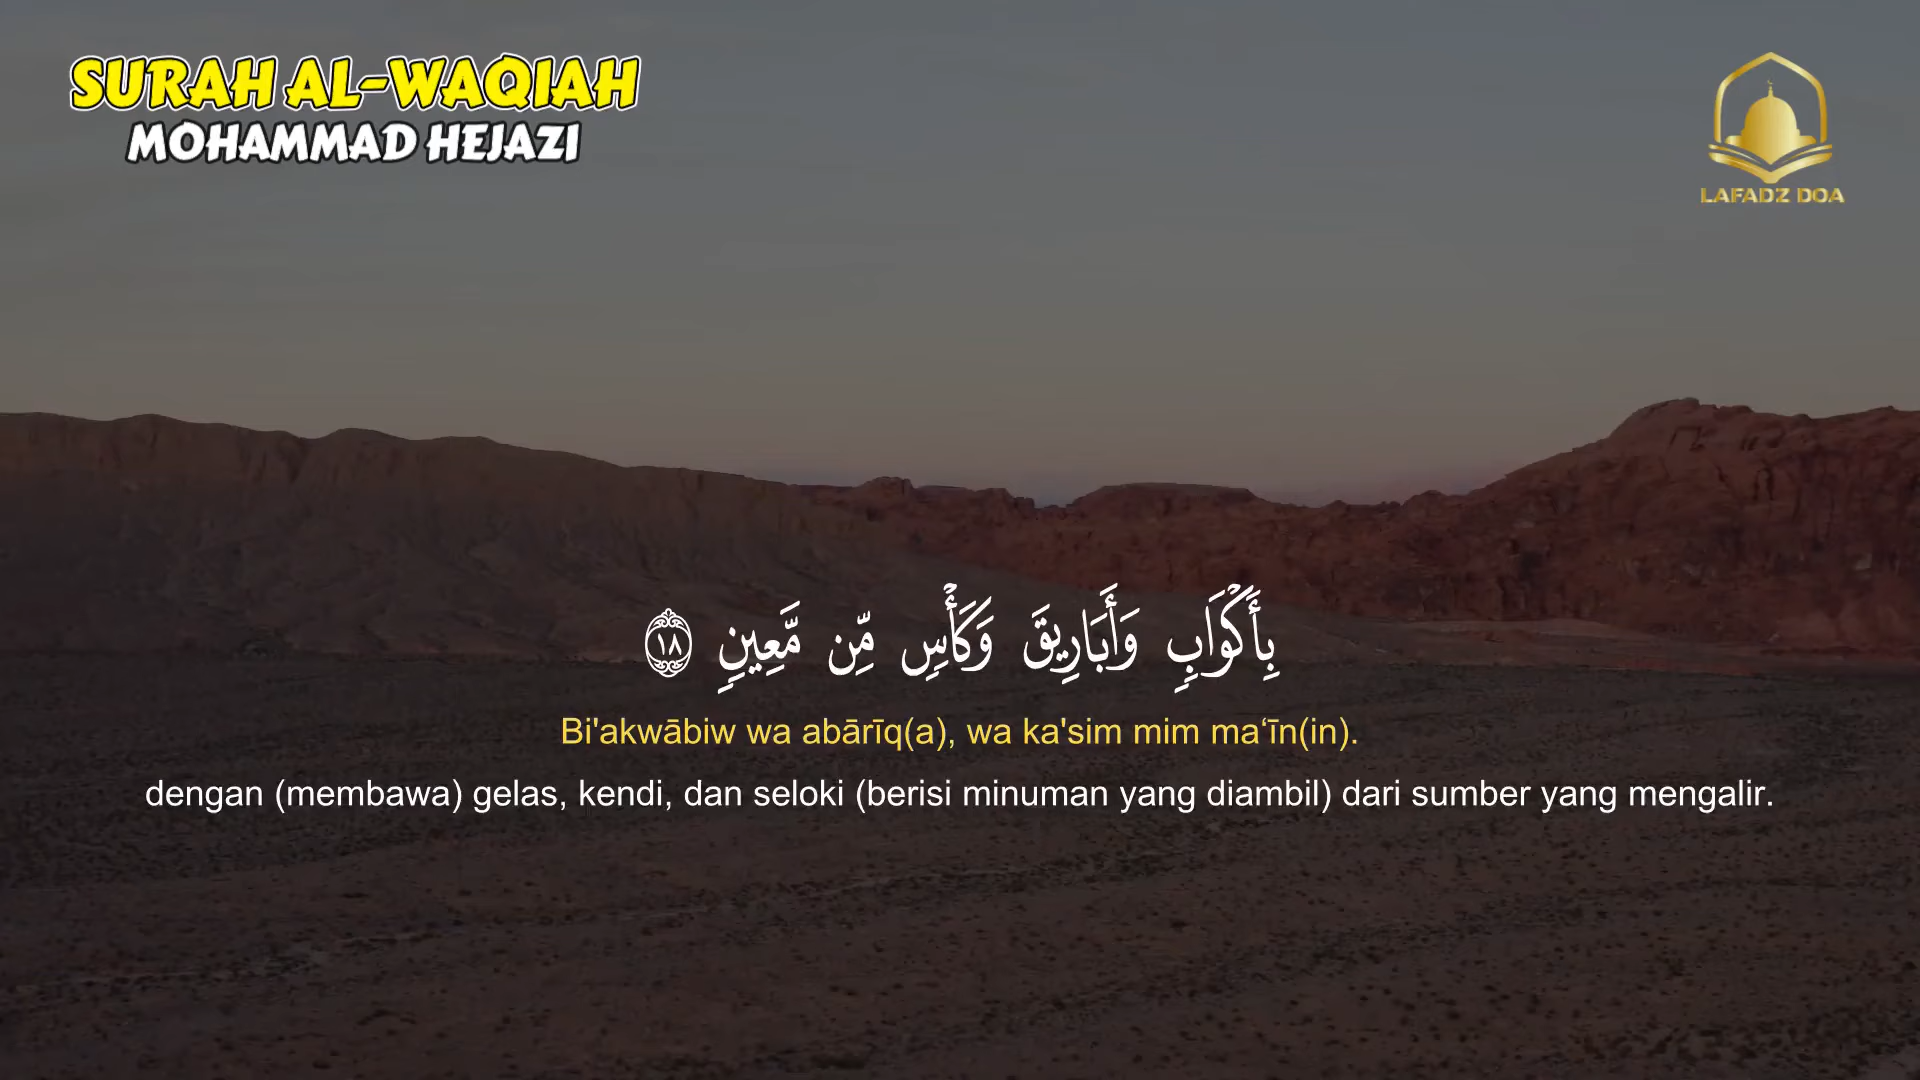 SURAH AL-WAQIAH
MOHAMMAD HEJAZI
LAFADZ DOA
بِأَكْوَابٍ وَأَبَارِيقَ وَكَأْسٍ مِّن مَّعِينٍ ١٨
Bi'akwābiw wa abārīq(a), wa ka'sim mim ma‘īn(in).
dengan (membawa) gelas, kendi, dan seloki (berisi minuman yang diambil) dari sumber yang mengalir.